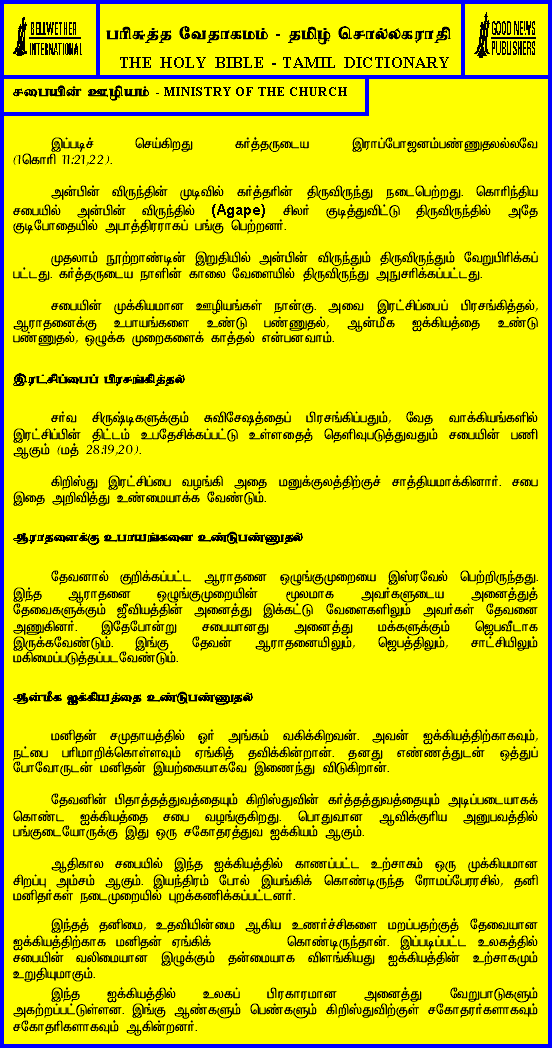 BELLWETHER
INTERNATIONAL
பரிசுத்த வேதாகமம் - தமிழ் சொல்லகராதி
THE HOLY BIBLE - TAMIL DICTIONARY
GOOD NEWS
PUBLISHERS
சபையின் ஊழியம் - MINISTRY OF THE CHURCH
இப்படிச் செய்கிறது கர்த்தருடைய இராப்போஜனம்பண்ணுதலல்லவே
(1கொரி 11:21,22).
அன்பின் விருந்தின் முடிவில் கர்த்தரின் திருவிருந்து நடைபெற்றது. கொரிந்திய
சபையில் அன்பின் விருந்தில் (Agape) சிலர் குடித்துவிட்டு திருவிருந்தில் அதே
குடிபோதையில் அபாத்திரராகப் பங்கு பெற்றனர்.
முதலாம் நூற்றாண்டின் இறுதியில் அன்பின் விருந்தும் திருவிருந்தும் வேறுபிரிக்கப்
பட்டது. கர்த்தருடைய நாளின் காலை வேளையில் திருவிருந்து அநுசரிக்கப்பட்டது.
சபையின் முக்கியமான ஊழியங்கள் நான்கு. அவை இரட்சிப்பைப் பிரசங்கித்தல்,
ஆராதனைக்கு உபாயங்களை உண்டு பண்ணுதல், ஆன்மீக ஐக்கியத்தை உண்டு
பண்ணுதல், ஒழுக்க முறைகளைக் காத்தல் என்பனவாம்.
இரட்சிப்பைப் பிரசங்கித்தல்
சர்வ சிருஷ்டிகளுக்கும் சுவிசேஷத்தைப் பிரசங்கிப்பதும், வேத வாக்கியங்களில்
இரட்சிப்பின் திட்டம் உபதேசிக்கப்பட்டு உள்ளதைத் தெளிவுபடுத்துவதும் சபையின் பணி
ஆகும் (மத் 28:19,20).
கிறிஸ்து இரட்சிப்பை வழங்கி அதை மனுக்குலத்திற்குச் சாத்தியமாக்கினார். சபை
இதை அறிவித்து உண்மையாக்க வேண்டும்.
ஆராதனைக்கு உபாயங்களை உண்டுபண்ணுதல்
தேவனால் குறிக்கப்பட்ட ஆராதனை ஒழுங்குமுறையை இஸ்ரவேல் பெற்றிருந்தது.
இந்த ஆராதனை ஒழுங்குமுறையின் மூலமாக அவர்களுடைய அனைத்துத்
தேவைகளுக்கும் ஜீவியத்தின் அனைத்து இக்கட்டு வேளைகளிலும் அவர்கள் தேவனை
அணுகினர். இதேபோன்று சபையானது அனைத்து மக்களுக்கும் ஜெபவீடாக
இருக்கவேண்டும். இங்கு தேவன் ஆராதனையிலும், ஜெபத்திலும், சாட்சியிலும்
மகிமைப்படுத்தப்படவேண்டும்.
ஆன்மீக ஐக்கியத்தை உண்டுபண்ணுதல்
மனிதன் சமுதாயத்தில் ஓர் அங்கம் வகிக்கிறவன். அவன் ஐக்கியத்திற்காகவும்,
நட்பை பரிமாறிக்கொள்ளவும் ஏங்கித் தவிக்கின்றான். தனது எண்ணத்துடன் ஒத்துப்
போவோருடன் மனிதன் இயற்கையாகவே இணைந்து விடுகிறான்.
தேவனின் பிதாத்தத்துவத்தையும் கிறிஸ்துவின் கர்த்தத்துவத்தையும் அடிப்படையாகக்
கொண்ட ஐக்கியத்தை சபை வழங்குகிறது. பொதுவான ஆவிக்குரிய அனுபவத்தில்
பங்குடையோருக்கு இது ஒரு சகோதரத்துவ ஐக்கியம் ஆகும்.
ஆதிகால சபையில் இந்த ஐக்கியத்தில் காணப்பட்ட உற்சாகம் ஒரு முக்கியமான
சிறப்பு அம்சம் ஆகும். இயந்திரம் போல் இயங்கிக் கொண்டிருந்த ரோமப்பேரரசில், தனி
மனிதர்கள் நடைமுறையில் புறக்கணிக்கப்பட்டனர்.
இந்தத் தனிமை, உதவியின்மை ஆகிய உணர்ச்சிகளை மறப்பதற்குத் தேவையான
ஐக்கியத்திற்காக மனிதன் ஏங்கிக் கொண்டிருந்தான். இப்படிப்பட்ட உலகத்தில்
சபையின் வலிமையான இழுக்கும் தன்மையாக விளங்கியது ஐக்கியத்தின் உற்சாகமும்
உறுதியுமாகும்.
இந்த ஐக்கியத்தில் உலகப் பிரகாரமான அனைத்து வேறுபாடுகளும்
அகற்றப்பட்டுள்ளன. இங்கு ஆண்களும் பெண்களும் கிறிஸ்துவிற்குள் சகோதரர்களாகவும்
சகோதரிகளாகவும் ஆகின்றனர்.